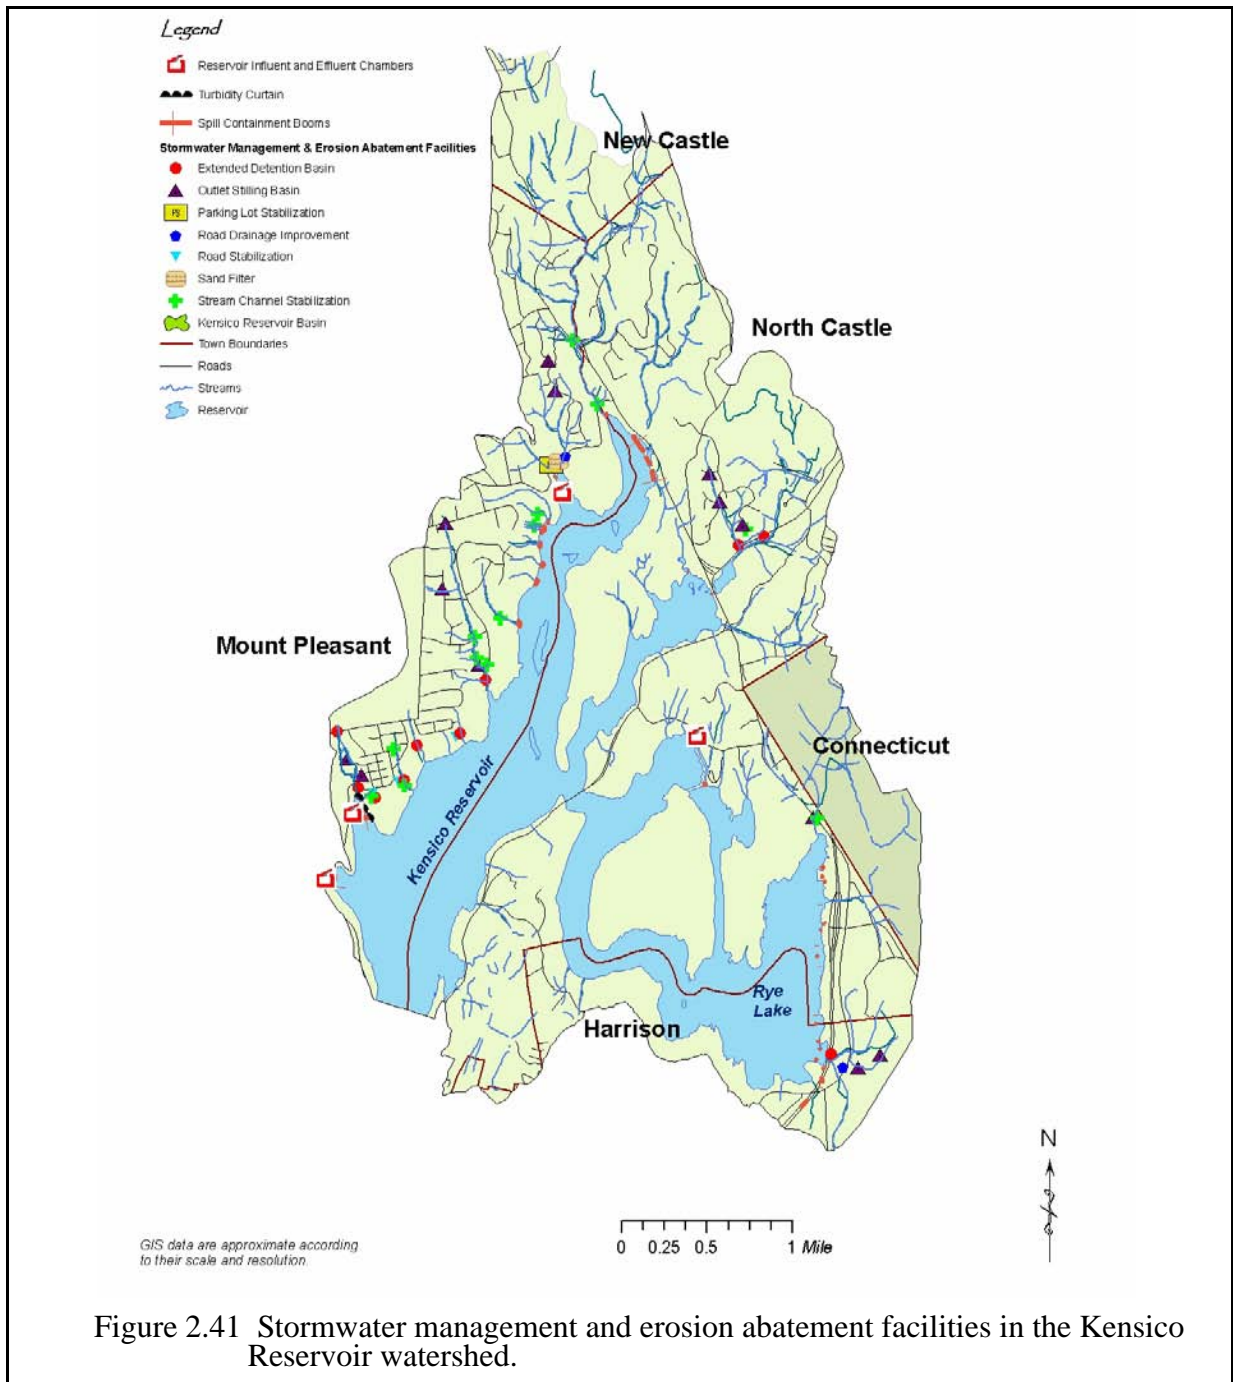 Legend
Reservoir Influent and Effluent Chambers
Turbidity Curtain
Spill Containment Booms
Stormwater Management & Erosion Abatement Facilities
Extended Detention Basin
Outlet Stilling Basin
PS Parking Lot Stabilization
Road Drainage Improvement
Road Stabilization
Sand Filter
Stream Channel Stabilization
Kensico Reservoir Basin
Town Boundaries
Roads
Streams
Reservoir
New Castle
North Castle
Mount Pleasant
Connecticut
Kensico Reservoir
Rye
Lake
Harrison
N
0 0.25 0.5 1 Mile
GIS data are approximate according
to their scale and resolution.
Figure 2.41 Stormwater management and erosion abatement facilities in the Kensico
Reservoir watershed.